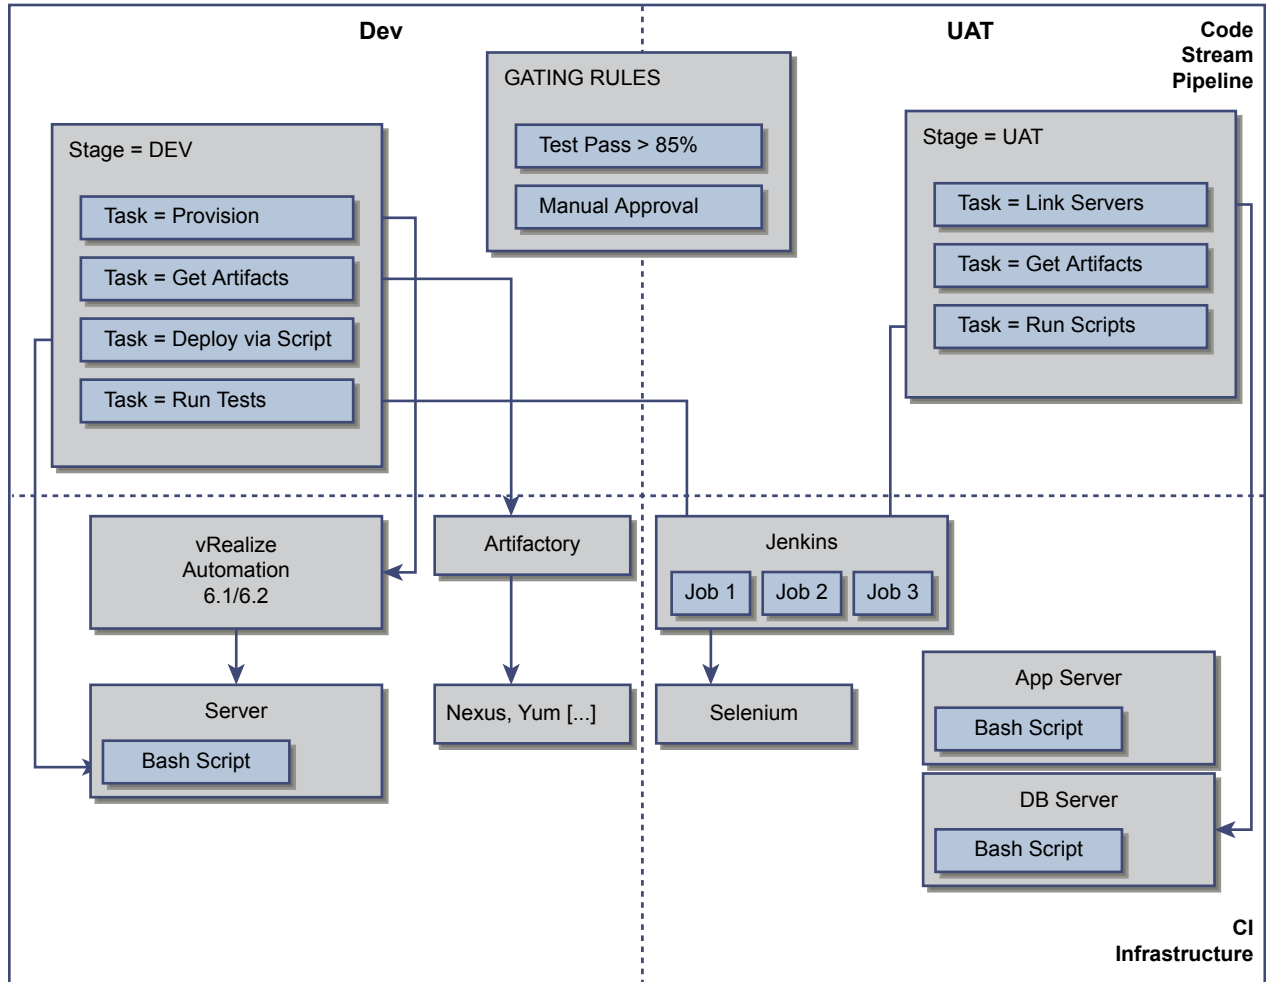 Dev
UAT
Code
Stream
Pipeline
GATING RULES
Test Pass > 85%
Manual Approval
Stage = DEV
Task = Provision
Task = Get Artifacts
Task = Deploy via Script
Task = Run Tests
Stage = UAT
Task = Link Servers
Task = Get Artifacts
Task = Run Scripts
vRealize
Automation
6.1/6.2
Artifactory
Jenkins
Job 1
Job 2
Job 3
Server
Bash Script
Nexus, Yum [...]
Selenium
App Server
Bash Script
DB Server
Bash Script
CI
Infrastructure